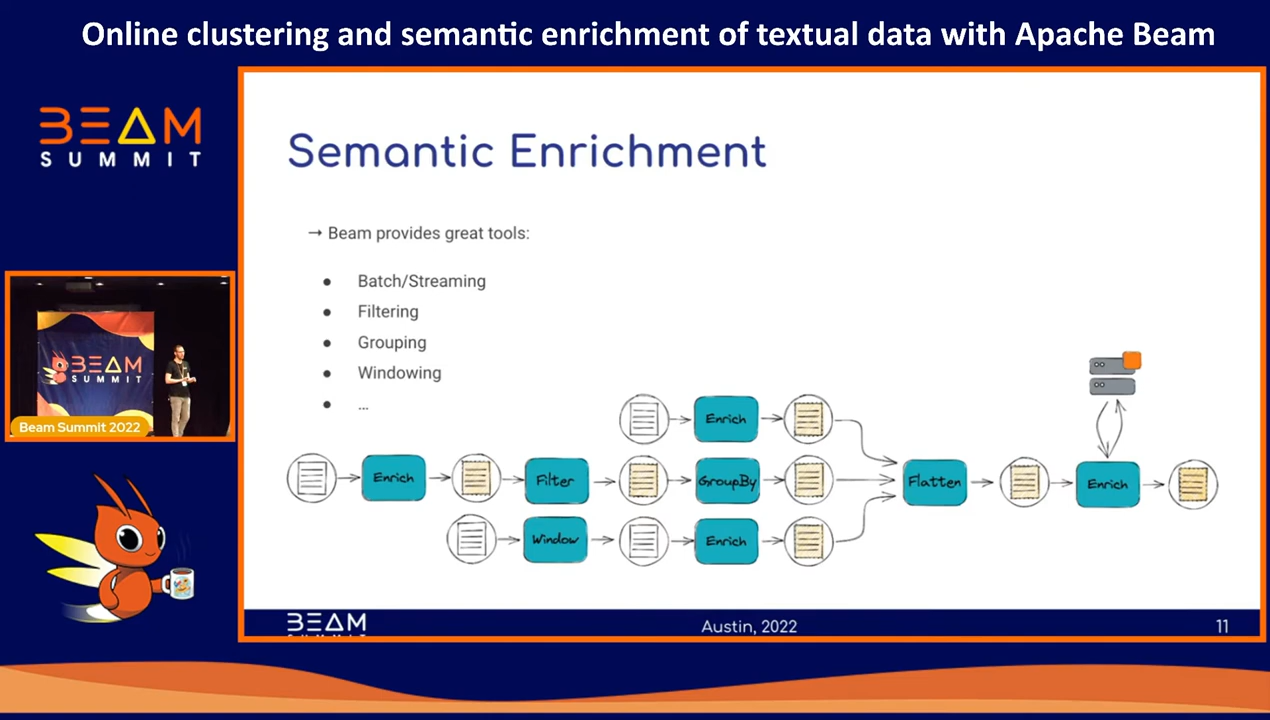 Online clustering and semantic enrichment of textual data with Apache Beam
BEAM
SUMMIT
Semantic Enrichment
→ Beam provides great tools:
● Batch/Streaming
● Filtering
● Grouping
● Windowing
● ...
BEAM
SUMMIT
Beam Summit 2022
Enrich
Enrich
Filter
GroupBy
Flatten
Enrich
Window
Enrich
BEAM
Austin, 2022
11